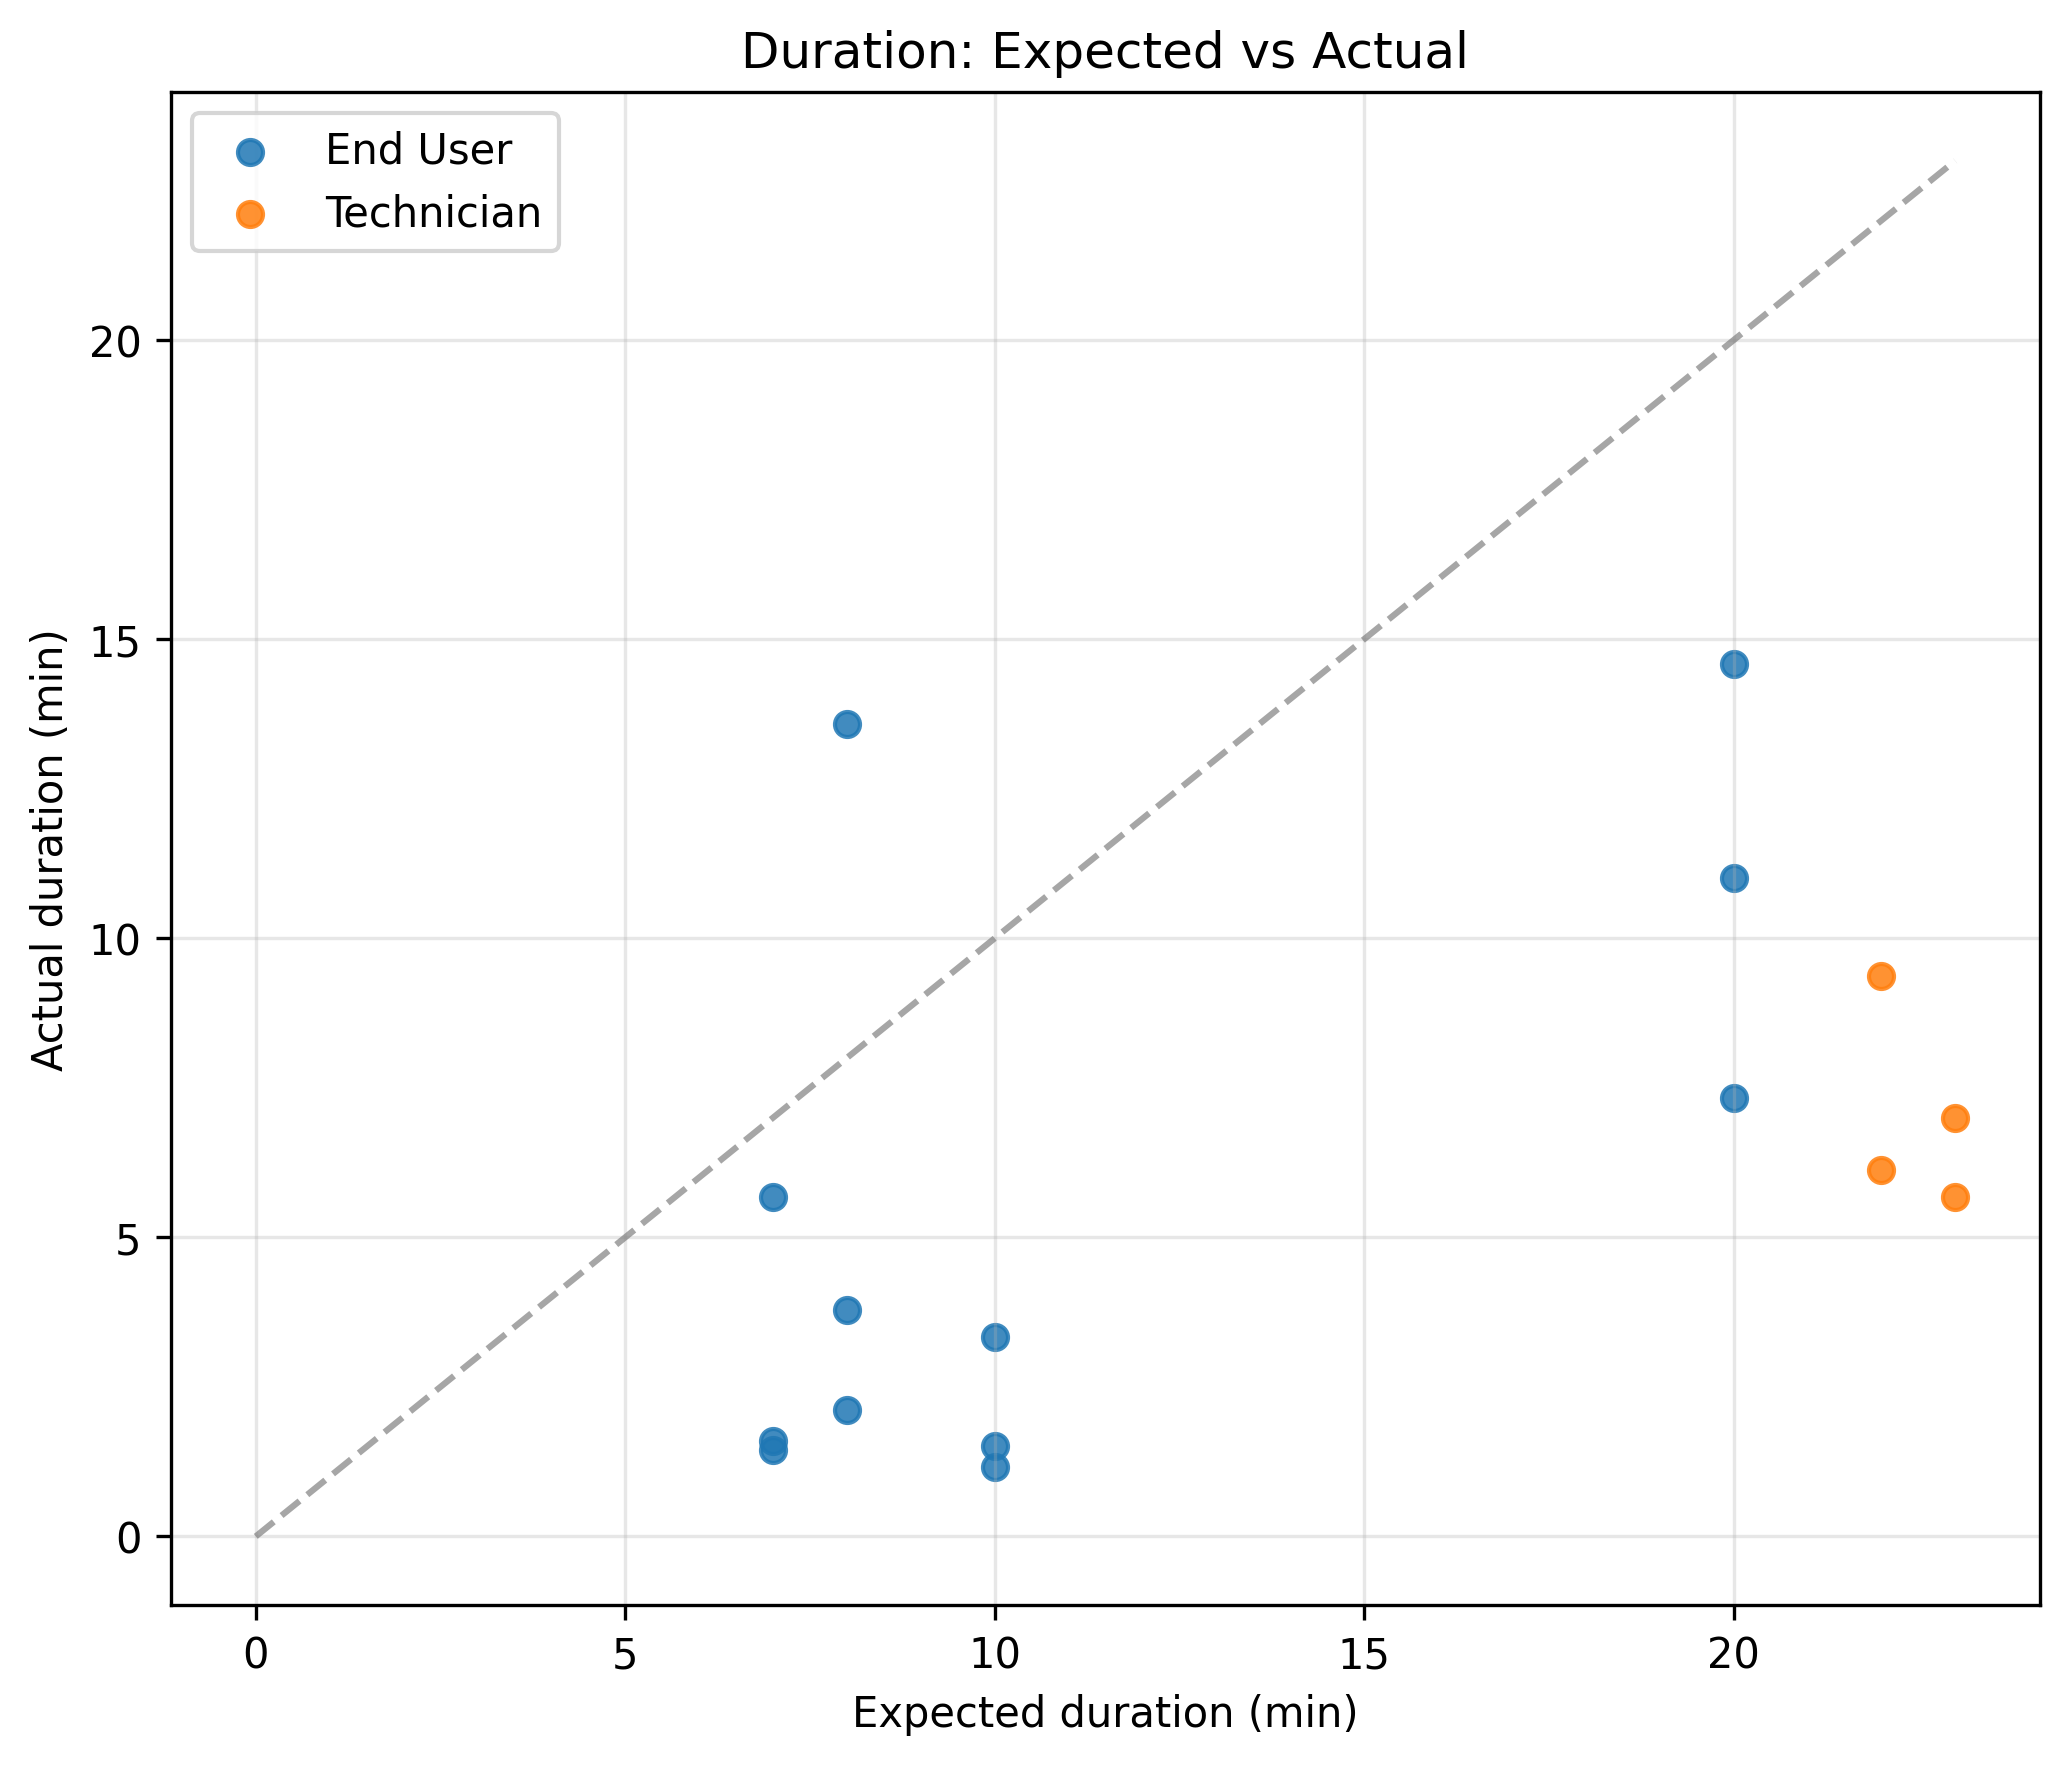 Duration: Expected vs Actual
End User
Technician
20
15
10
5
0
Actual duration (min)
0 5 10 15 20
Expected duration (min)